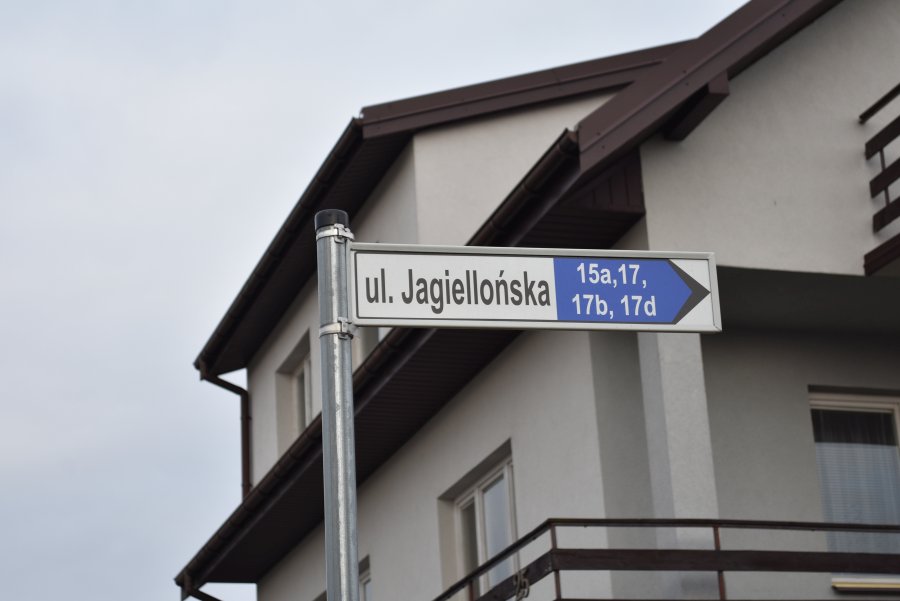 ul. Jagiellońska
15a,17,
17b, 17d